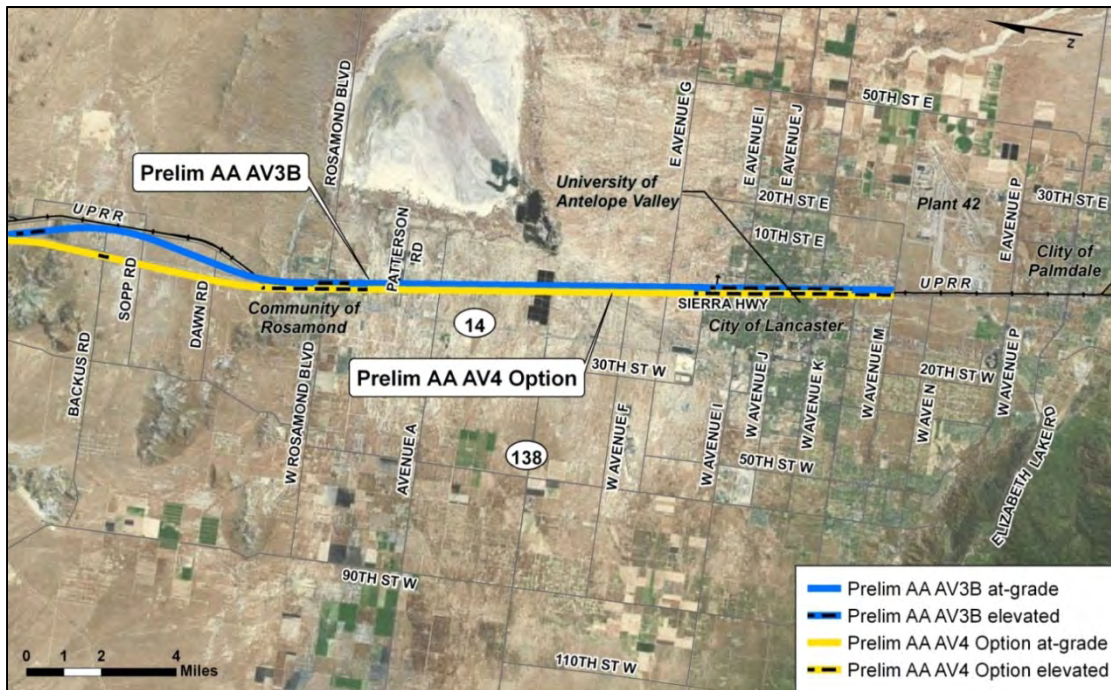 Z
50TH ST E
ROSAMOND BLVD
E AVENUE G
E AVENUE I
E AVENUE J
Prelim AA AV3B
University of
Antelope Valley
20TH ST E
Plant 42
E AVENUE P
30TH ST E
UPRR
10TH ST E
PATTERSON
RD
CIity of
Palmdale
UPRR
SOPP RD
DAWN RD
Community of
Rosamond
SIERRA HWY
City of Lancaster
14
BACKUS RD
W ROSAMOND BLVD
Prelim AA AV4 Option
30TH ST W
W AVENUE J
W AVENUE K
W AVENUE M
20TH ST W
W AVE N
W AVENUE P
AVENUE A
138
W AVENUE F
W AVENUE I
50TH ST W
ELIZABETH LAKE RD
90TH ST W
110TH ST W
0 1 2 4
Miles
Prelim AA AV3B at-grade
Prelim AA AV3B elevated
Prelim AA AV4 Option at-grade
Prelim AA AV4 Option elevated